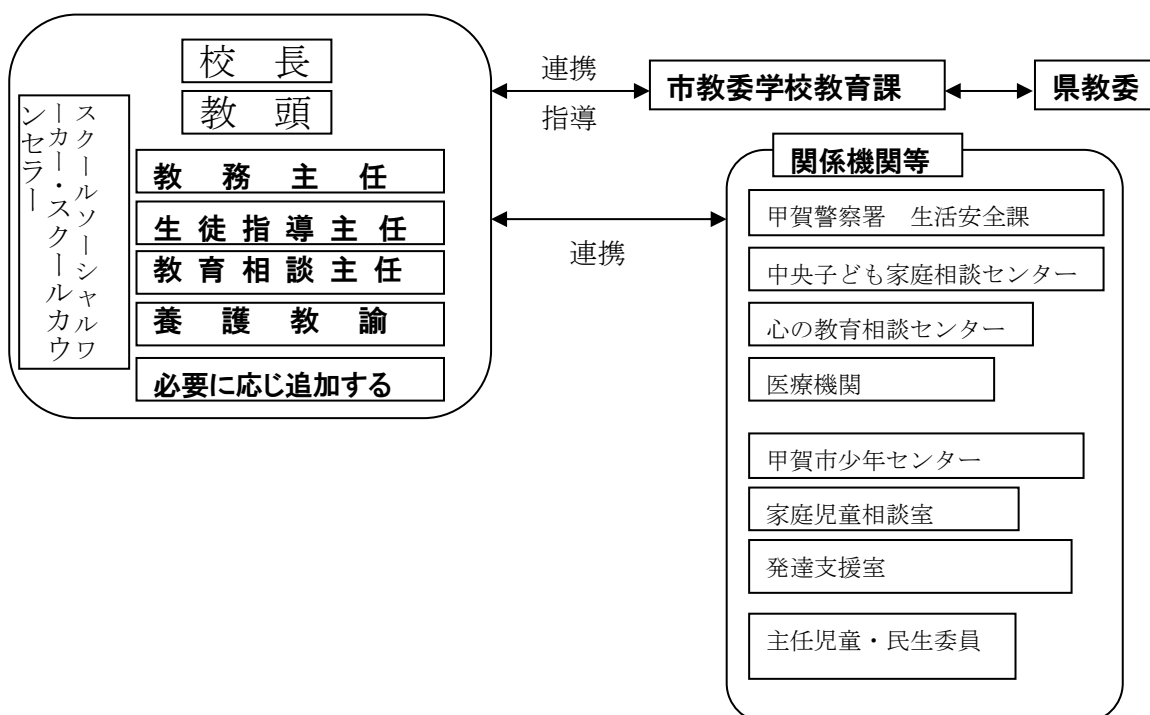 校　長
教　頭
スクールソーシャルワ
ーカー・スクールカウ
ンセラー
教　務　主　任
生 徒 指 導 主 任
教 育 相 談 主 任
養　護　教　諭
必要に応じ追加する
連携
指導
市教委学校教育課
県教委
連携
関係機関等
甲賀警察署　生活安全課
中央子ども家庭相談センター
心の教育相談センター
医療機関
甲賀市少年センター
家庭児童相談室
発達支援室
主任児童・民生委員